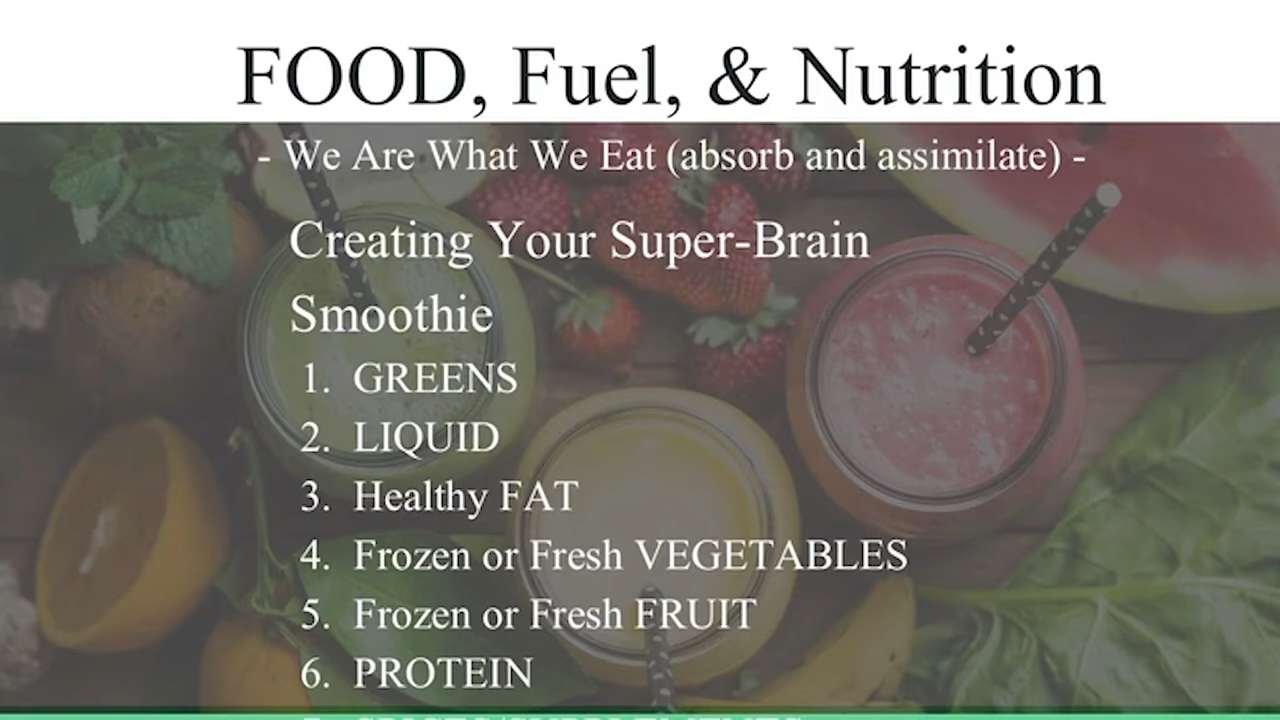 FOOD, Fuel, & Nutrition
- We Are What We Eat (absorb and assimilate) -
Creating Your Super-Brain
Smoothie
1. GREENS
2. LIQUID
3. Healthy FAT
4. Frozen or Fresh VEGETABLES
5. Frozen or Fresh FRUIT
6. PROTEIN